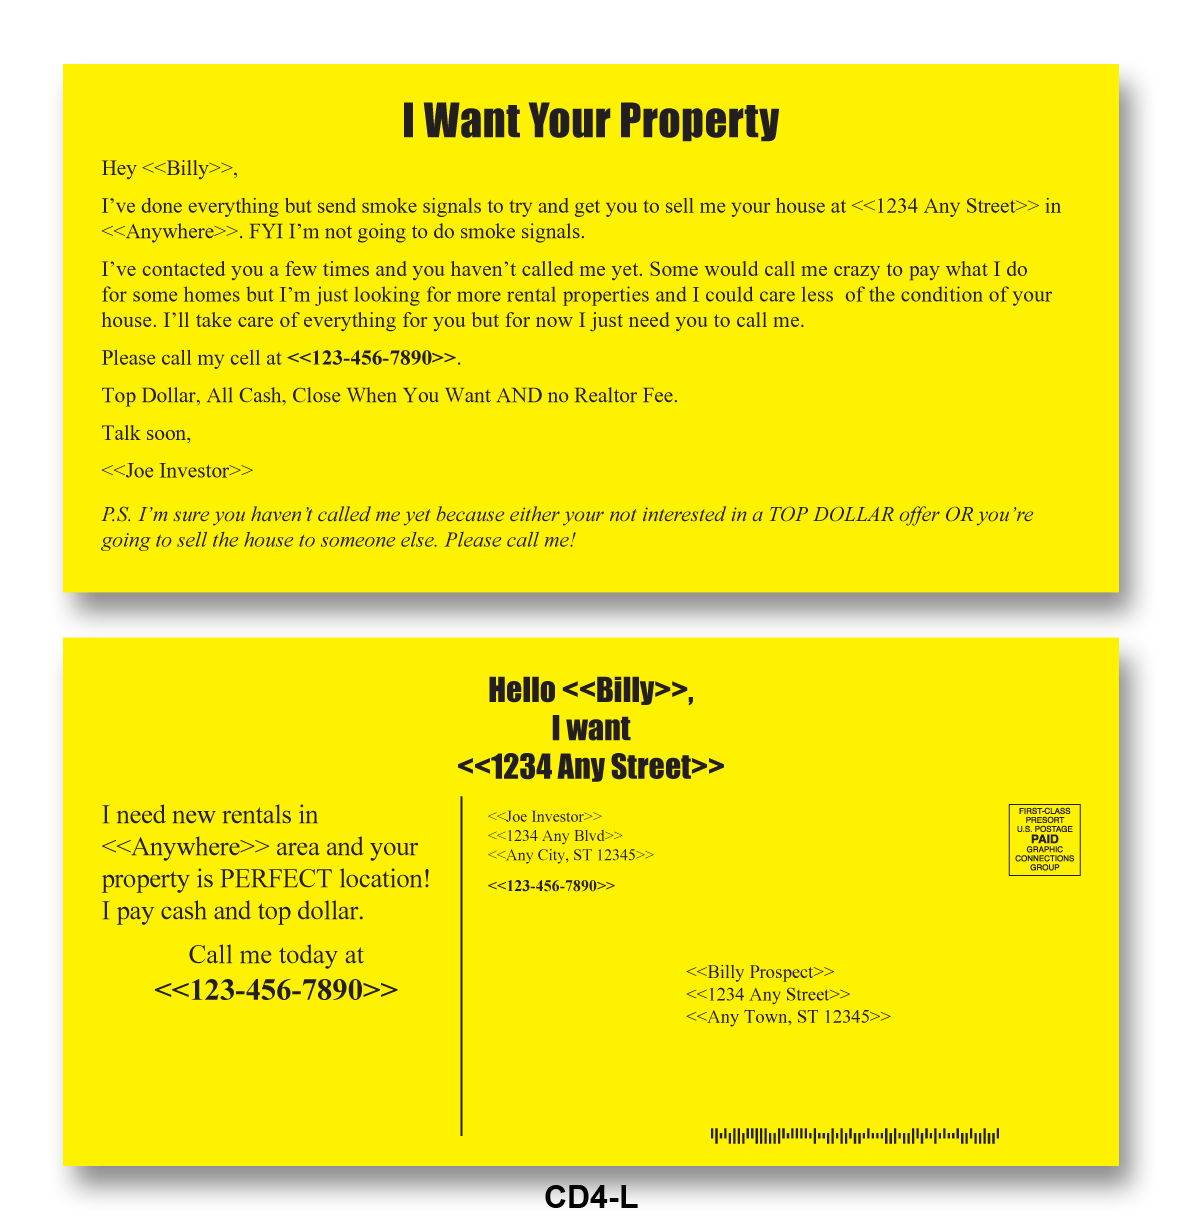 I Want Your Property
Hey <<Billy>>,
I’ve done everything but send smoke signals to try and get you to sell me your house at <<1234 Any Street>> in
<<Anywhere>>. FYI I’m not going to do smoke signals.
I’ve contacted you a few times and you haven’t called me yet. Some would call me crazy to pay what I do
for some homes but I’m just looking for more rental properties and I could care less  of the condition of your
house. I’ll take care of everything for you but for now I just need you to call me.
Please call my cell at <<123-456-7890>>.
Top Dollar, All Cash, Close When You Want AND no Realtor Fee.
Talk soon,
<<Joe Investor>>
P.S. I’m sure you haven’t called me yet because either your not interested in a TOP DOLLAR offer OR you’re
going to sell the house to someone else. Please call me!
Hello <<Billy>>,
I want
<<1234 Any Street>>
I need new rentals in
<<Anywhere>> area and your
property is PERFECT location!
I pay cash and top dollar.
Call me today at
<<123-456-7890>>
<<Joe Investor>>
<<1234 Any Blvd>>
<<Any City, ST 12345>>
<<123-456-7890>>
FIRST-CLASS
PRESORT
U.S. POSTAGE
PAID
GRAPHIC
CONNECTIONS
GROUP
<<Billy Prospect>>
<<1234 Any Street>>
<<Any Town, ST 12345>>
CD4-L